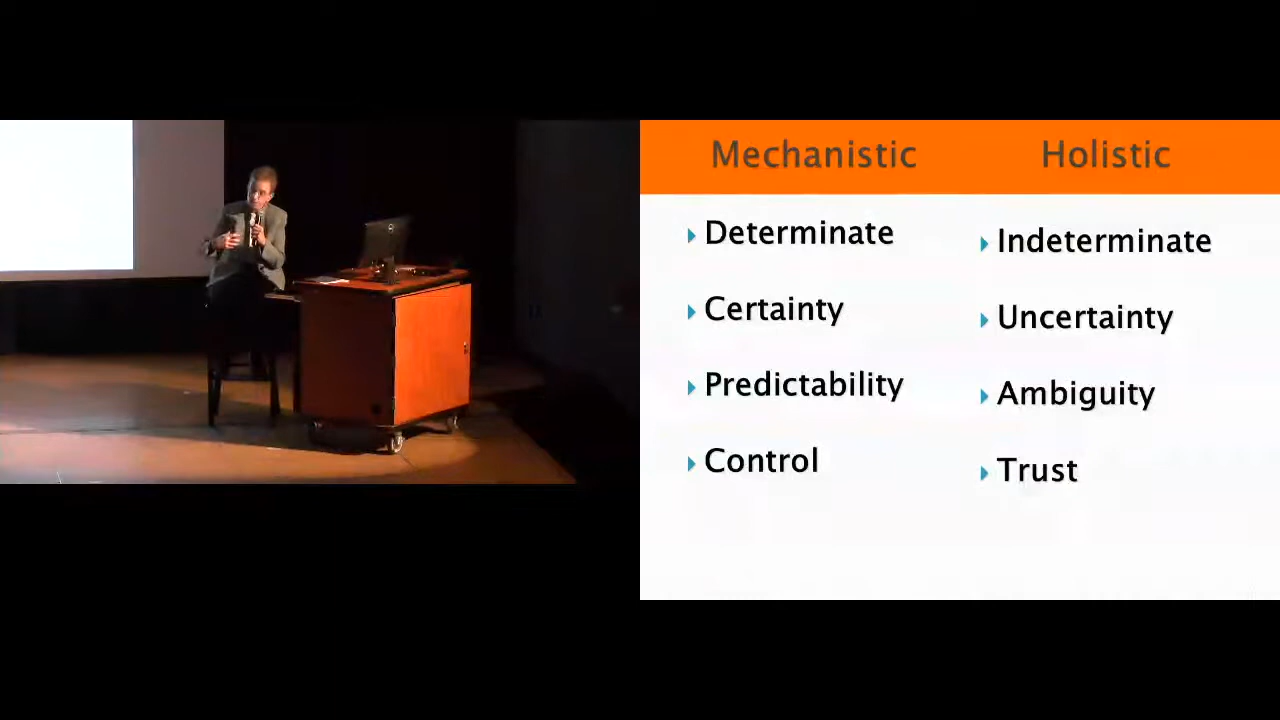 Mechanistic
Holistic
Determinate
Certainty
Predictability
Control
Indeterminate
Uncertainty
Ambiguity
Trust